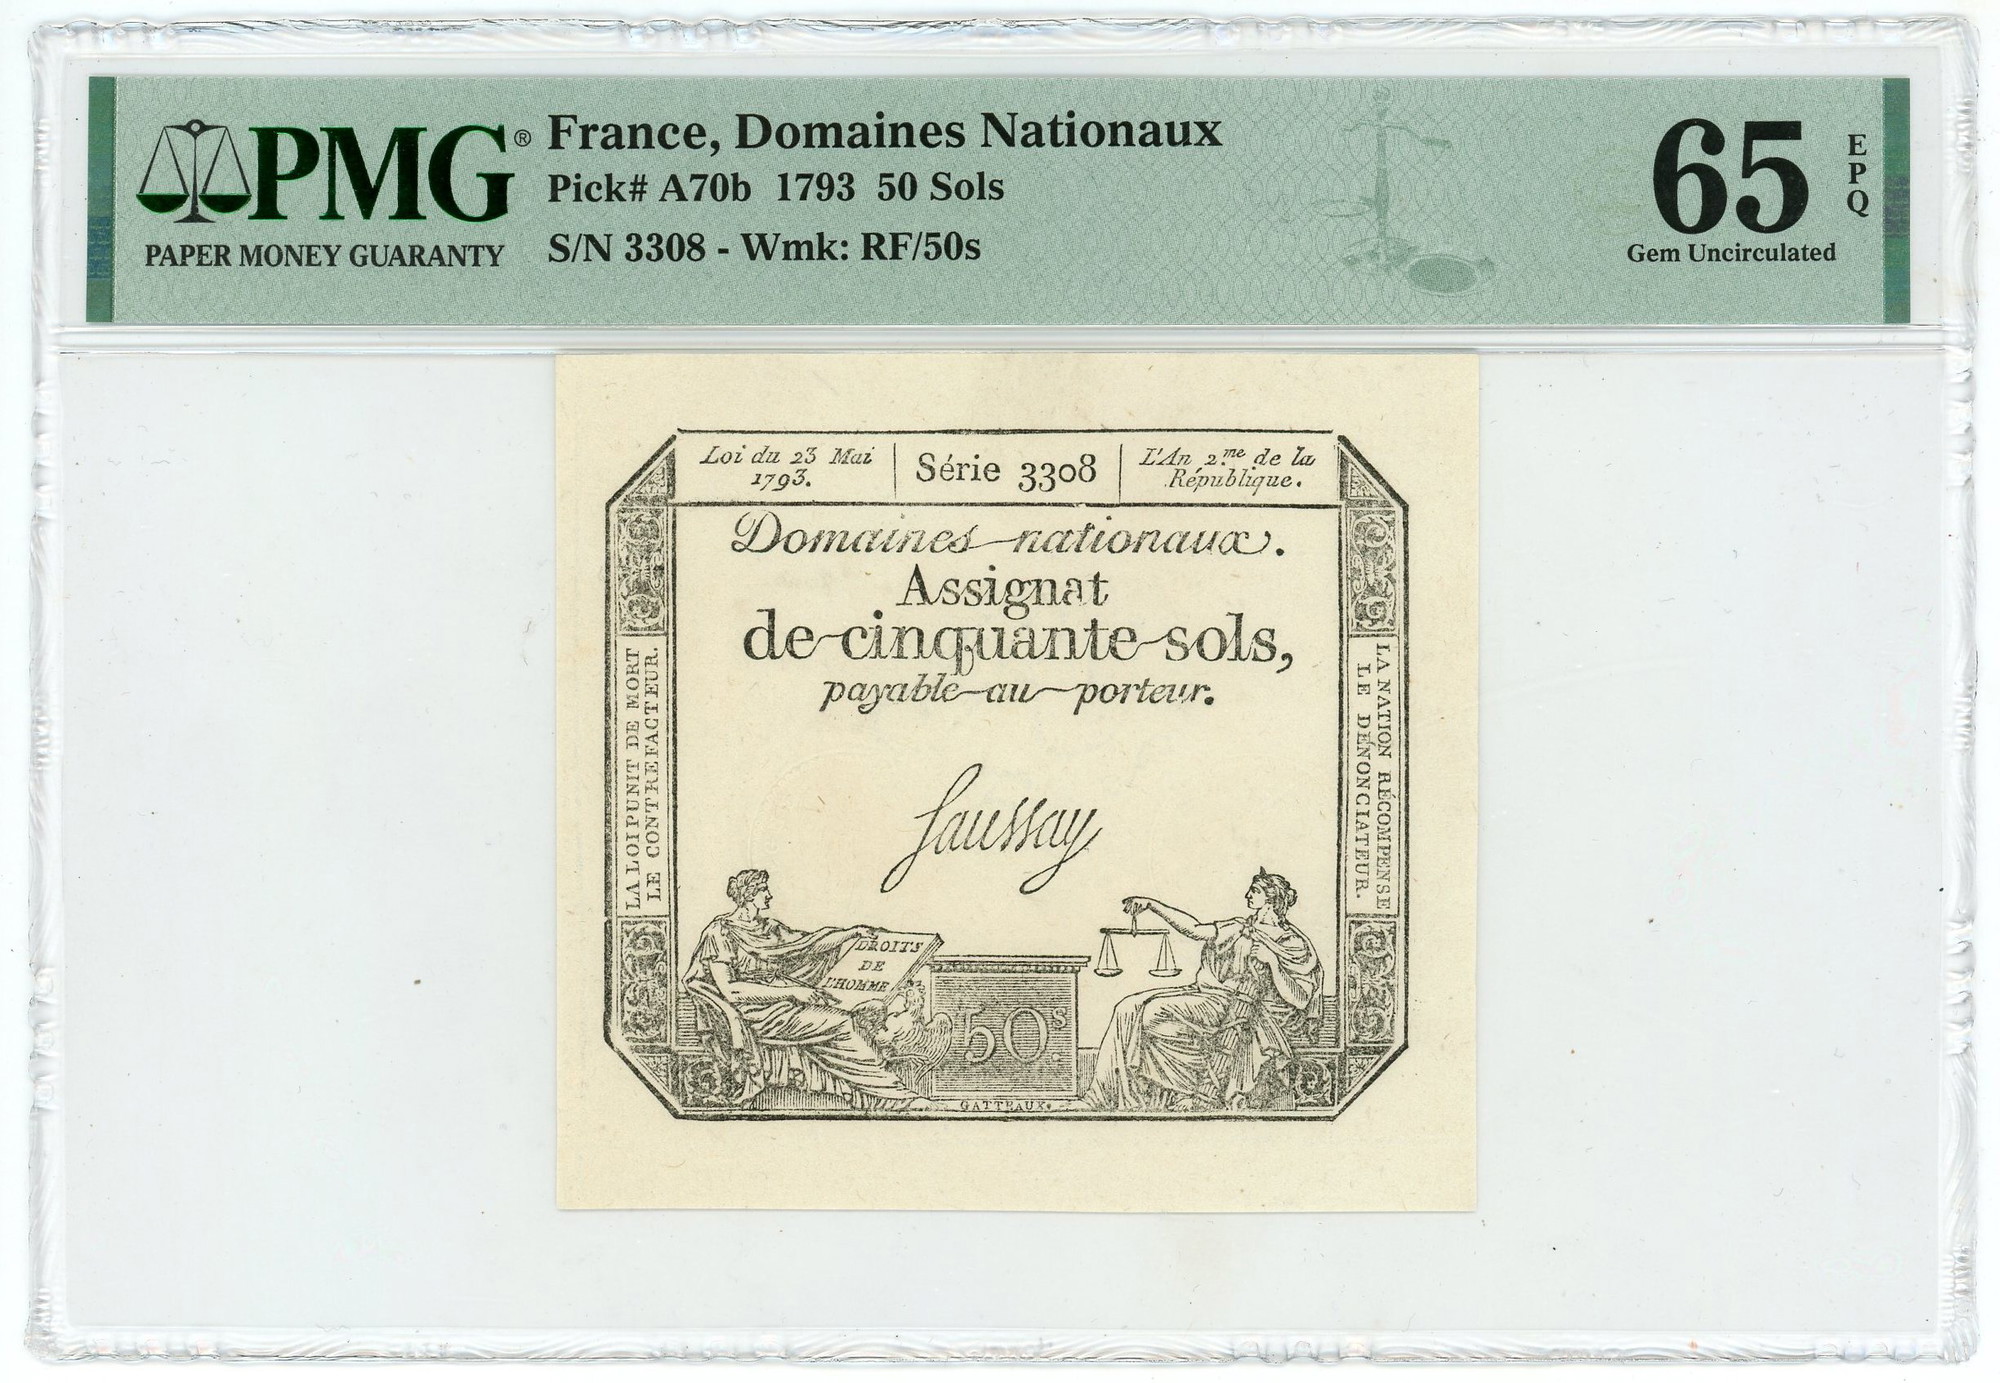 PMG®
PAPER MONEY GUARANTY
France, Domaines Nationaux
Pick# A70b 1793 50 Sols
S/N 3308 - Wmk: RF/50s
65
EPQ
Gem Uncirculated
Loi du 23 Mai
1793.
Série 3308
L'An 2.me de la
République.
Domaines nationaux.
Assignat
de cinquante sols,
payable au porteur.
LA LOI PUNIT DE MORT
LE CONTREFACTEUR.
LA NATION RÉCOMPENSE
LE DÉNONCIATEUR.
Saussay
DROITS
DE
L'HOMME
50s.
GATTEAUX.